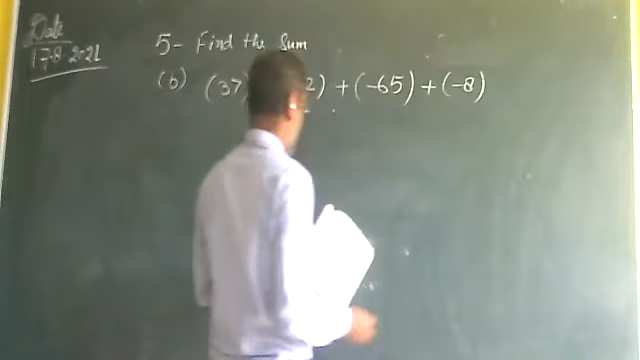 Date
17-8-2021
5- Find the Sum
(b) (37) 2) + (-65) + (-8)